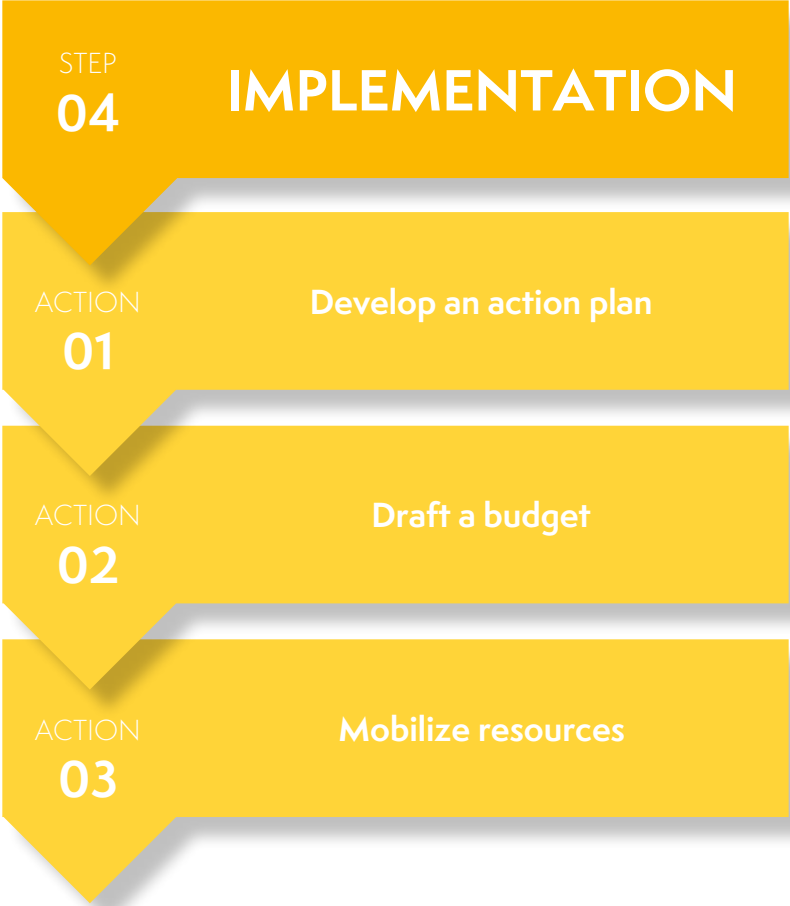 STEP
04
IMPLEMENTATION
ACTION
01
Develop an action plan
ACTION
02
Draft a budget
ACTION
03
Mobilize resources